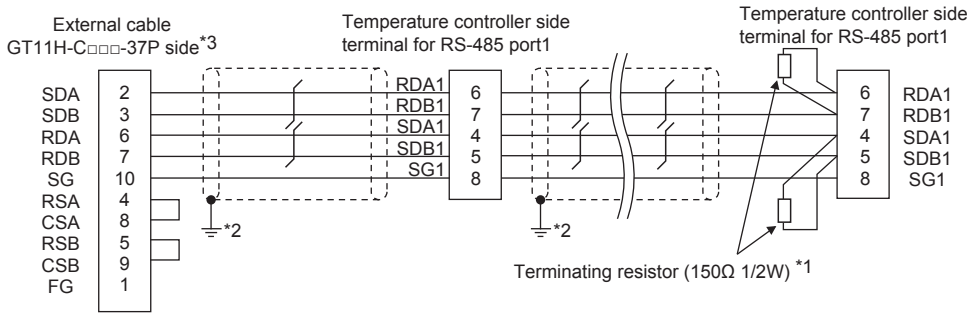 External cable
GT11H-C□□□-37P side*3
Temperature controller side
terminal for RS-485 port1
Temperature controller side
terminal for RS-485 port1
SDA 2 RDA1 6 6 RDA1
SDB 3 RDB1 7 7 RDB1
RDA 6 SDA1 4 4 SDA1
RDB 7 SDB1 5 5 SDB1
SG 10 SG1 8 8 SG1
RSA 4
CSA 8
RSB 5
CSB 9
FG 1
*2
*2
Terminating resistor (150Ω 1/2W) *1